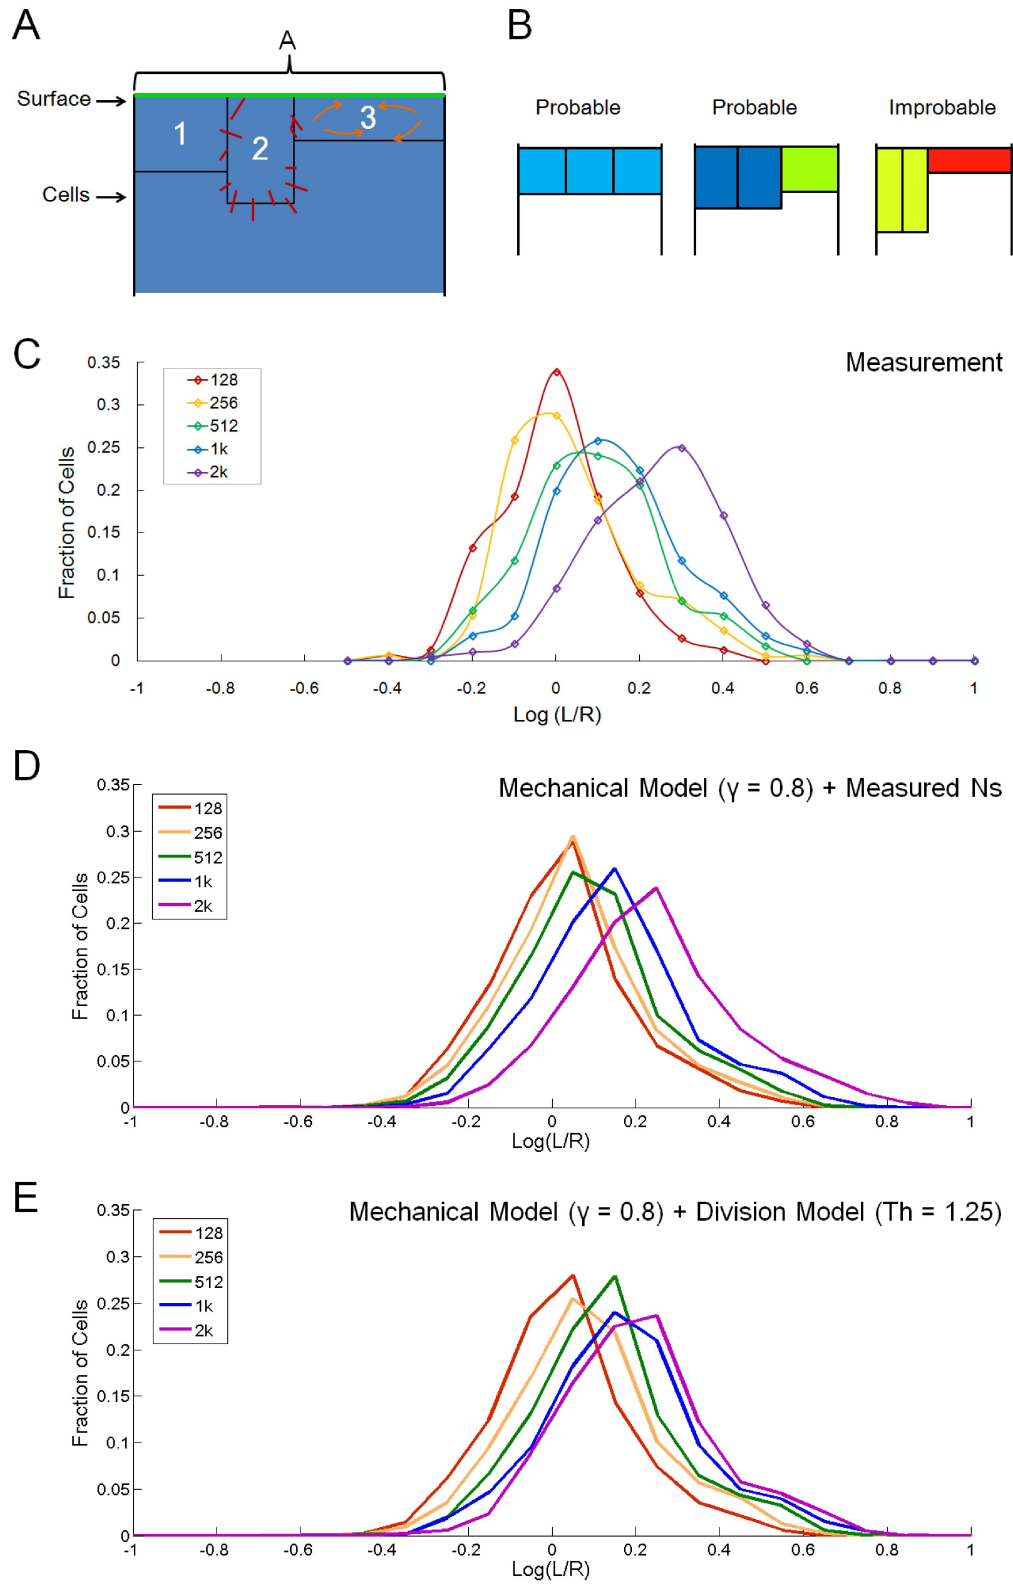 A
B
A
Surface
1
2
3
Cells
Probable
Probable
Improbable
C
Measurement
0.35
0.3
0.25
0.2
0.15
0.1
0.05
0
128
256
512
1k
2k
Fraction of Cells
-1
-0.8
-0.6
-0.4
-0.2
0
0.2
0.4
0.6
0.8
1
Log (L/R)
D
Mechanical Model (γ = 0.8) + Measured Ns
0.35
0.3
0.25
0.2
0.15
0.1
0.05
0
128
256
512
1k
2k
Fraction of Cells
-1
-0.8
-0.6
-0.4
-0.2
0
0.2
0.4
0.6
0.8
1
Log(L/R)
E
Mechanical Model (γ = 0.8) + Division Model (Th = 1.25)
0.35
0.3
0.25
0.2
0.15
0.1
0.05
0
128
256
512
1k
2k
Fraction of Cells
-1
-0.8
-0.6
-0.4
-0.2
0
0.2
0.4
0.6
0.8
1
Log(L/R)